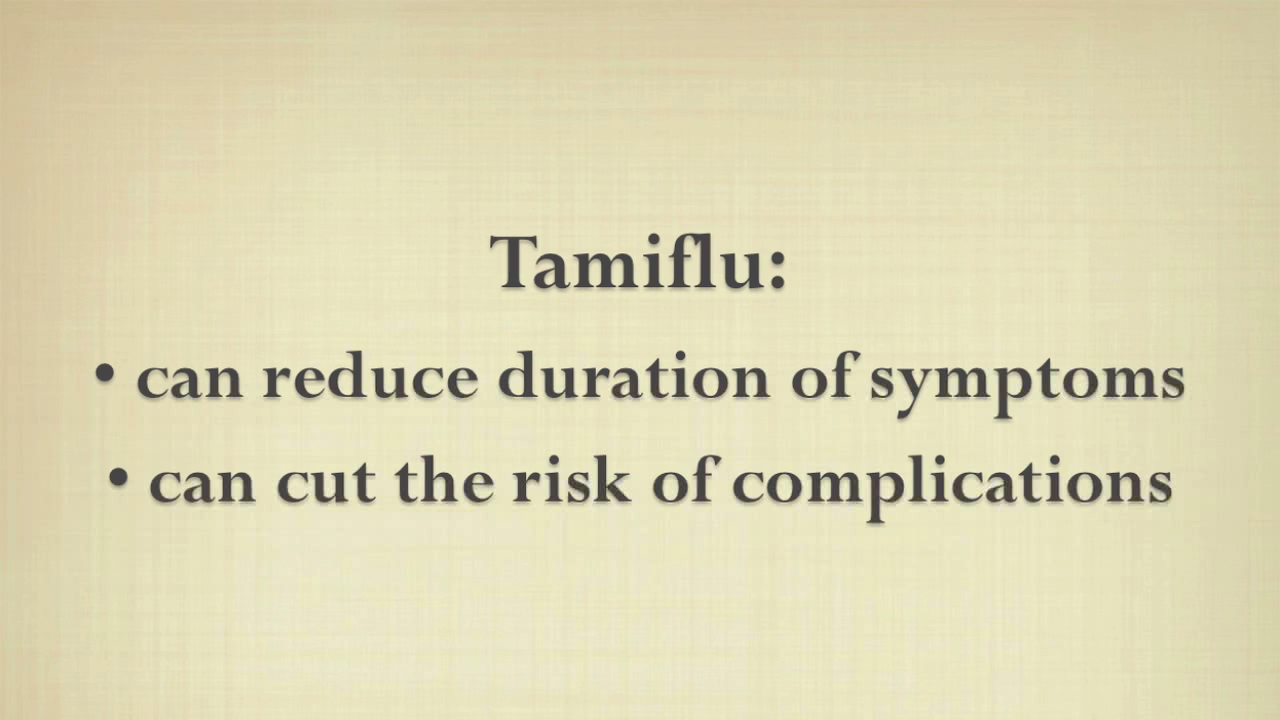 Tamiflu:
• can reduce duration of symptoms
• can cut the risk of complications